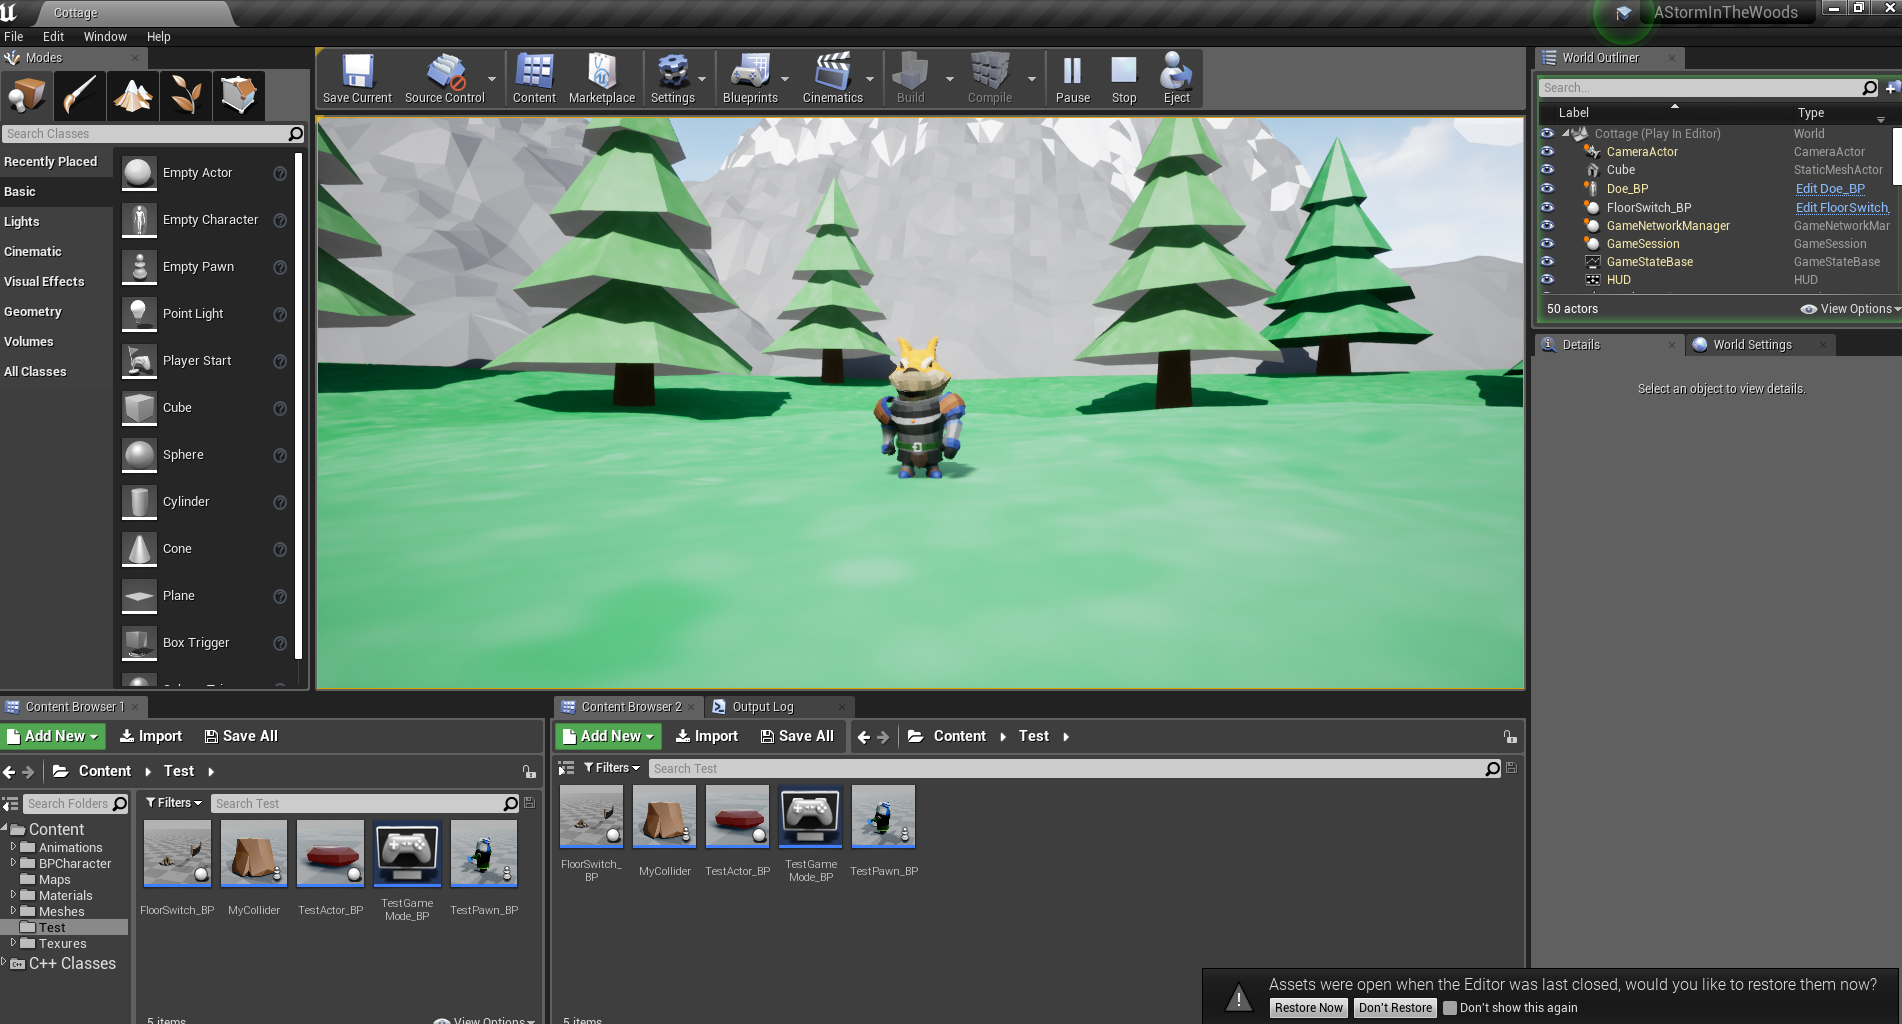 Cottage
AStormInTheWoods
File Edit Window Help
Modes
Search Classes
Recently Placed
Basic
Lights
Cinematic
Visual Effects
Geometry
Volumes
All Classes
Empty Actor
Empty Character
Empty Pawn
Point Light
Player Start
Cube
Sphere
Cylinder
Cone
Plane
Box Trigger
Save Current
Source Control
Content
Marketplace
Settings
Blueprints
Cinematics
Build
Compile
Pause
Stop
Eject
World Outliner
Search...
Label Type
Cottage (Play In Editor) World
CameraActor CameraActor
Cube StaticMeshActor
Doe_BP Edit Doe_BP
FloorSwitch_BP Edit FloorSwitch_
GameNetworkManager GameNetworkMar
GameSession GameSession
GameStateBase GameStateBase
HUD HUD
50 actors View Options
Details World Settings
Select an object to view details.
Content Browser 1
Add New Import Save All
Content Test
Search Folders
Filters Search Test
Content
Animations
BPCharacter
Maps
Materials
Meshes
Test
Texures
C++ Classes
FloorSwitch_BP
MyCollider
TestActor_BP
TestGame
Mode_BP
TestPawn_BP
5 items View Options
Content Browser 2 Output Log
Add New Import Save All Content Test
Filters Search Test
FloorSwitch_
BP
MyCollider
TestActor_BP
TestGame
Mode_BP
TestPawn_BP
5 items
Assets were open when the Editor was last closed, would you like to restore them now?
Restore Now Don't Restore Don't show this again